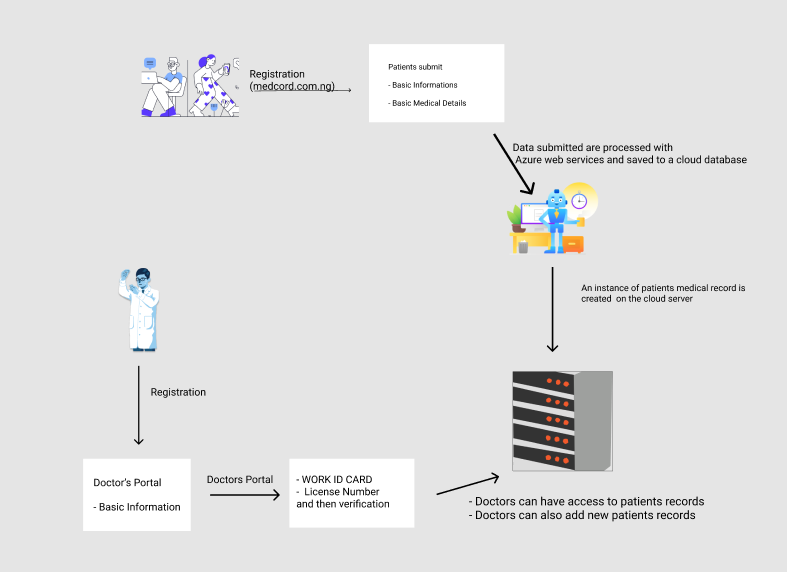 Registration
(medcord.com.ng)
Patients submit
- Basic Informations
- Basic Medical Details
Data submitted are processed with
Azure web services and saved to a cloud database
An instance of patients medical record is
created on the cloud server
Registration
Doctor's Portal
- Basic Information
Doctors Portal
- WORK ID CARD
- License Number
and then verification
- Doctors can have access to patients records
- Doctors can also add new patients records